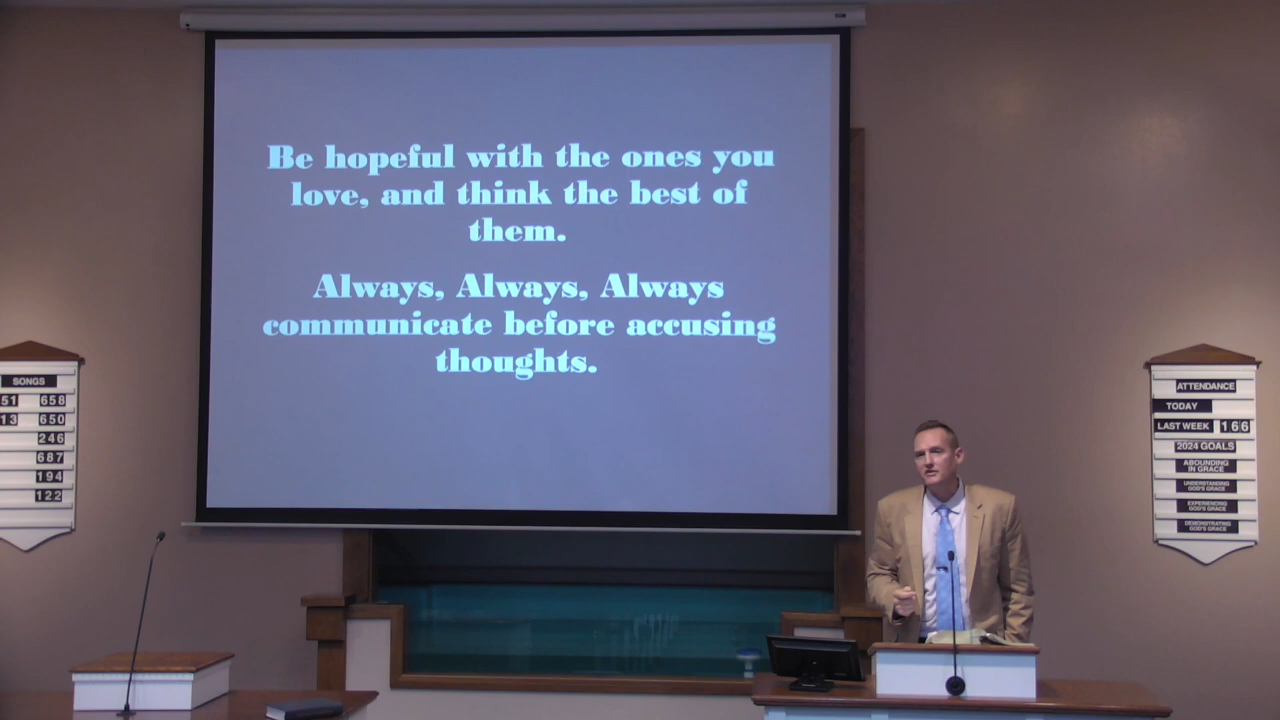 Be hopeful with the ones you
love, and think the best of
them.
Always, Always, Always
communicate before accusing
thoughts.
SONGS
51 658
13 650
246
687
194
122
ATTENDANCE
TODAY
LAST WEEK 166
2024 GOALS
ABOUNDING
IN GRACE
UNDERSTANDING
GOD'S GRACE
EXPERIENCING
GOD'S GRACE
DEMONSTRATING
GOD'S GRACE